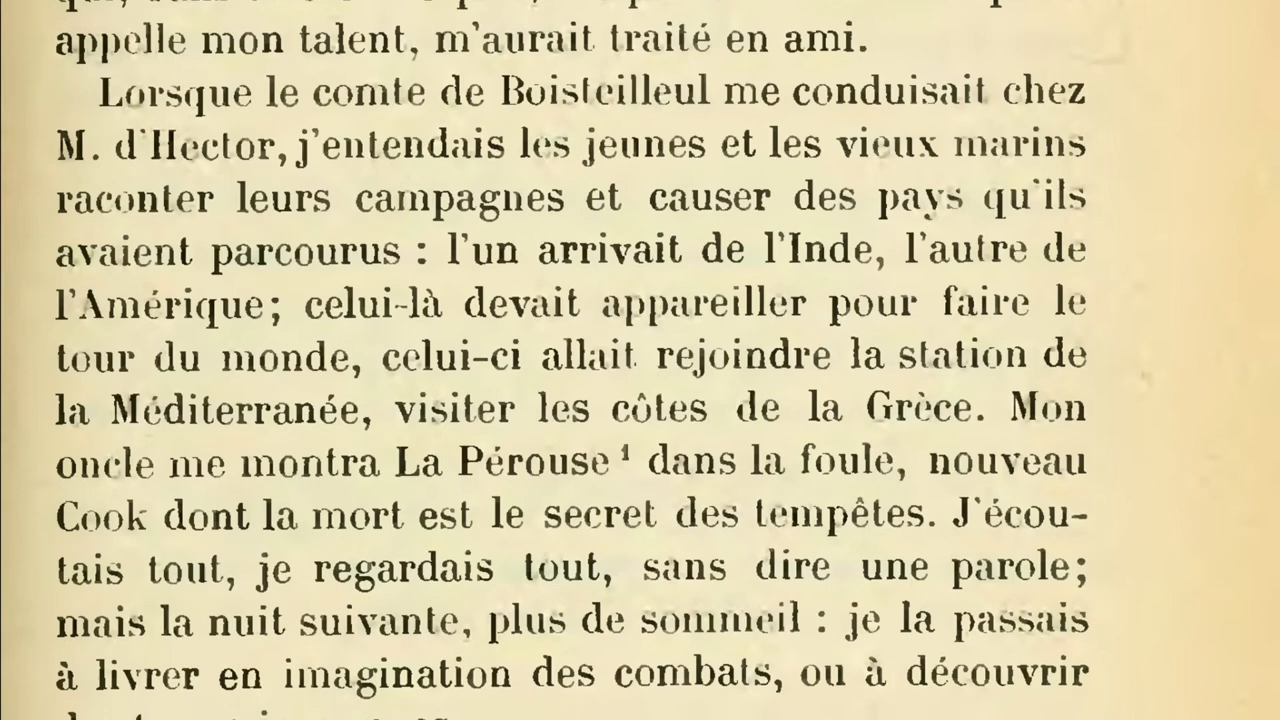 appelle mon talent, m'aurait traité en ami.
Lorsque le comte de Boisteilleul me conduisait chez
M. d'Hector, j'entendais les jeunes et les vieux marins
raconter leurs campagnes et causer des pays qu'ils
avaient parcourus : l'un arrivait de l'Inde, l'autre de
l'Amérique; celui-là devait appareiller pour faire le
tour du monde, celui-ci allait rejoindre la station de
la Méditerranée, visiter les côtes de la Grèce. Mon
oncle me montra La Pérouse ¹ dans la foule, nouveau
Cook dont la mort est le secret des tempêtes. J'écou-
tais tout, je regardais tout, sans dire une parole;
mais la nuit suivante, plus de sommeil : je la passais
à livrer en imagination des combats, ou à découvrir